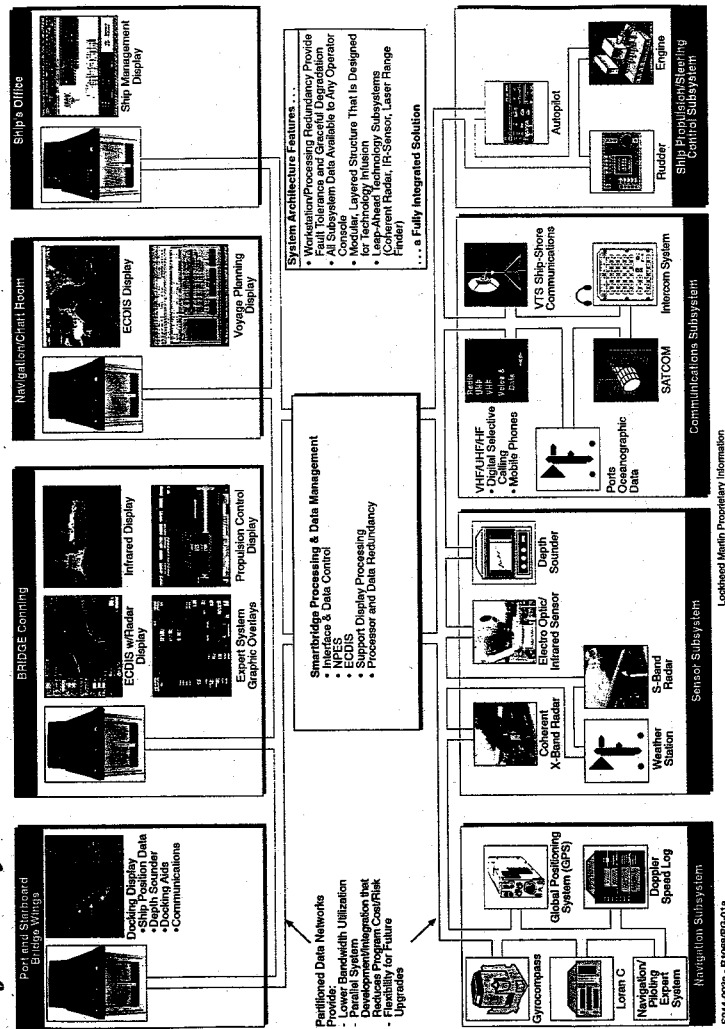 Port and Starboard
Bridge Wings
Docking Display
•Ship Position Data
•Depth Sounder
•Docking Aids
•Communications
BRIDGE Conning
ECDIS w/Radar
Display
Infrared Display
Expert System
Graphic Overlays
Propulsion Control
Display
Navigation/Chart Room
ECDIS Display
Voyage Planning
Display
Ship's Office
Ship Management
Display
Partitioned Data Networks
Provide:
- Lower Bandwidth Utilization
- Parallel System
Development/Integration that
Reduces Program Cost/Risk
- Flexibility for Future
Upgrades
Smartbridge Processing & Data Management
• Interface & Data Control
• NPES
• ECDIS
• Support Display Processing
• Processor and Data Redundancy
System Architecture Features . . . .
• Workstation/Processing Redundancy Provide
Fault Tolerance and Graceful Degradation
• All Subsystem Data Available to Any Operator
Console
• Modular, Layered Structure That Is Designed
for Technology Infusion
• Leap-Ahead Technology Subsystems
(Coherent Radar, IR-Sensor, Laser Range
Finder)
. . . . a Fully Integrated Solution
Gyrocompass
Global Positioning
System (GPS)
Loran C
Doppler
Speed Log
Navigation/
Piloting
Expert
System
Navigation Subsystem
Coherent
X-Band Radar
Electro Optic/
Infrared Sensor
Depth
Sounder
Weather
Station
S-Band
Radar
Sensor Subsystem
VHF/UHF/HF
• Digital Selective
Calling
• Mobile Phones
Radio
UHF
VHF
Voice &
Data
VTS Ship-Shore
Communications
Ports
Oceanographic
Data
SATCOM
Intercom System
Communications Subsystem
Autopilot
Rudder
Engine
Ship Propulsion/Steering
Control Subsystem
Lockheed Martin Proprietary Information